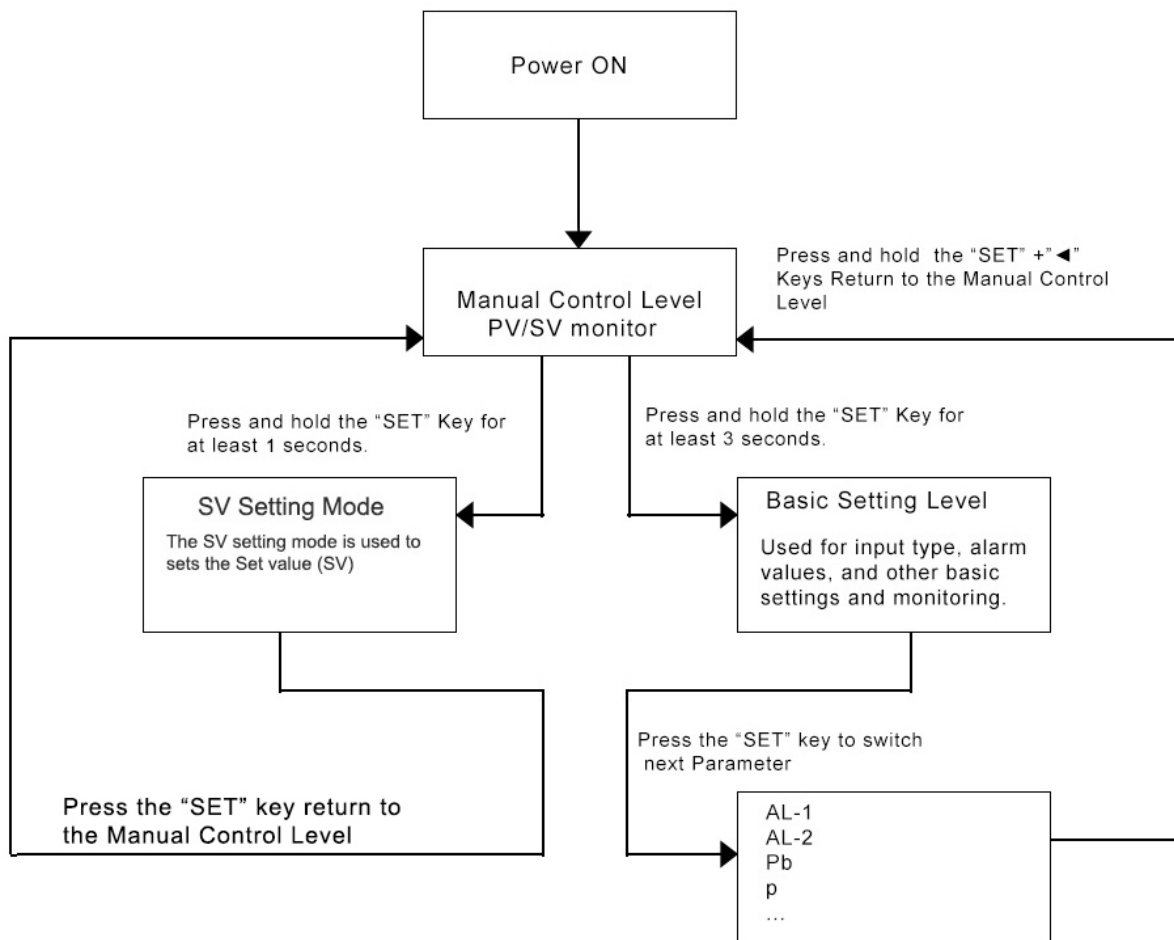 Power ON
Press and hold  the “SET” +”◄”
Keys Return to the Manual Control
Level
Manual Control Level
PV/SV monitor
Press and hold the “SET” Key for
at least 1 seconds.
Press and hold the “SET” Key for
at least 3 seconds.
SV Setting Mode
The SV setting mode is used to
sets the Set value (SV)
Basic Setting Level
Used for input type, alarm
values, and other basic
settings and monitoring.
Press the “SET” key to switch
next Parameter
Press the “SET” key return to
the Manual Control Level
AL-1
AL-2
Pb
p
...